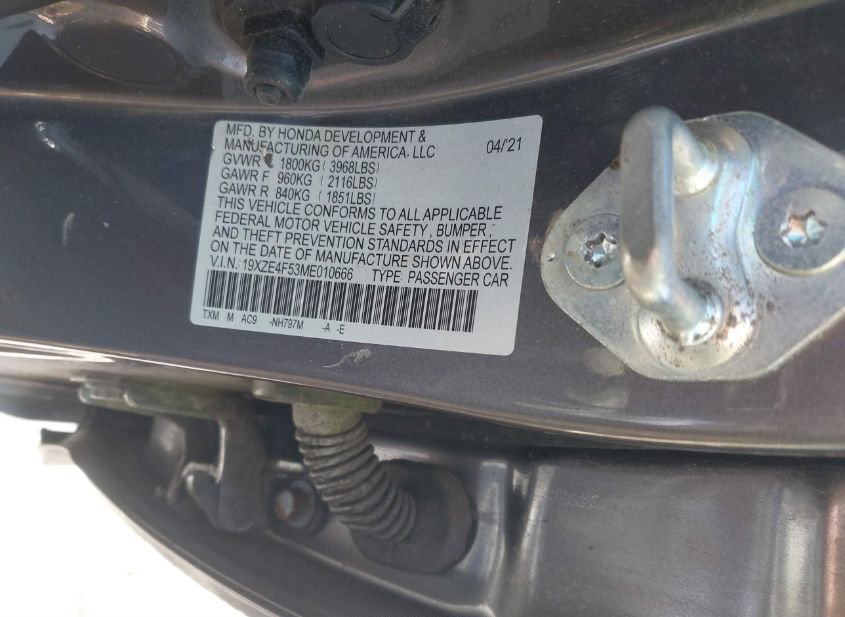 MFD. BY HONDA DEVELOPMENT &
MANUFACTURING OF AMERICA, LLC 04/'21
GVWR 1800KG(3968LBS)
GAWR F 960KG (2116LBS)
GAWR R 840KG (1851LBS)
THIS VEHICLE CONFORMS TO ALL APPLICABLE
FEDERAL MOTOR VEHICLE SAFETY, BUMPER,
AND THEFT PREVENTION STANDARDS IN EFFECT
ON THE DATE OF MANUFACTURE SHOWN ABOVE.
V.I.N.:19XZE4F53ME010666 TYPE: PASSENGER CAR
TXM M AC9 -NH797M -A -E